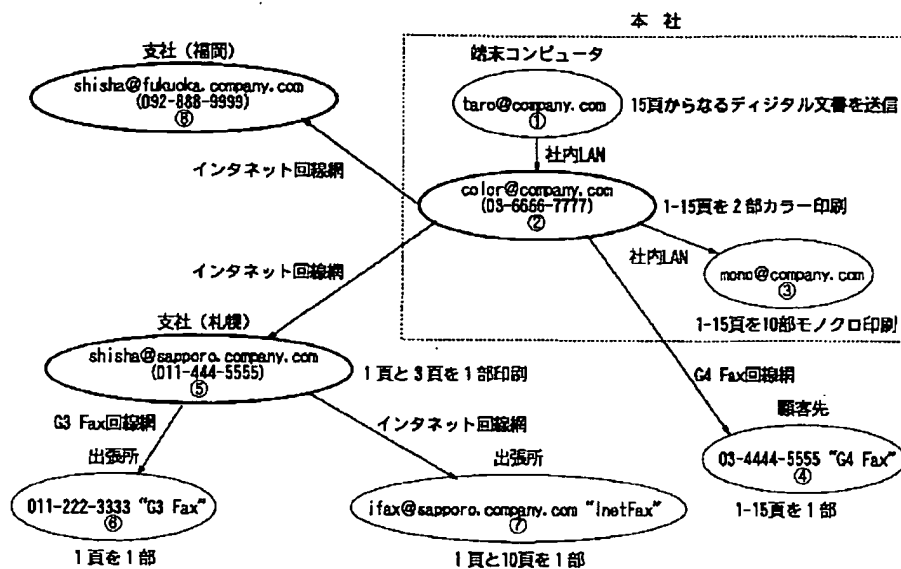 本 社
支社（福岡）
shisha@fukuoka.company.com
(092-888-9999)
⑧
端末コンピュータ
taro@company.com
①
15頁からなるディジタル文書を送信
社内LAN
インタネット回線網
color@company.com
(03-6666-7777)
②
1-15頁を2部カラー印刷
社内LAN
mono@company.com
③
1-15頁を10部モノクロ印刷
インタネット回線網
支社（札幌）
shisha@sapporo.company.com
(011-444-5555)
⑤
1頁と3頁を1部印刷
G4 Fax回線網
G3 Fax回線網
インタネット回線網
顧客先
03-4444-5555 "G4 Fax"
④
1-15頁を1部
出張所
011-222-3333 "G3 Fax"
⑥
1頁を1部
出張所
ifax@sapporo.company.com "InetFax"
⑦
1頁と10頁を1部